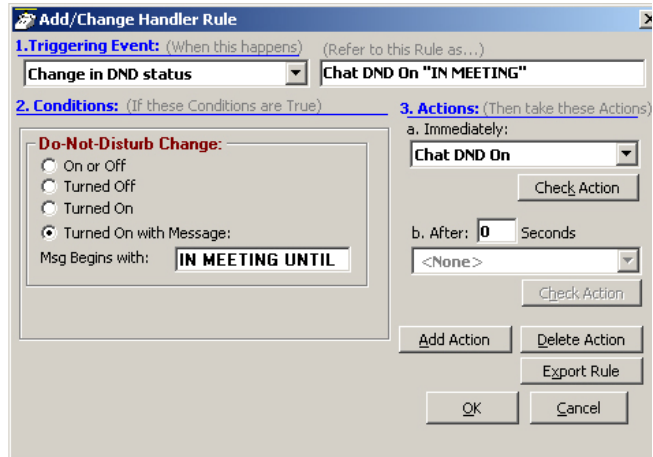 Add/Change Handler Rule
1.Triggering Event: (When this happens)
(Refer to this Rule as...)
Change in DND status
Chat DND On "IN MEETING"
2. Conditions: (If these Conditions are True)
3. Actions: (Then take these Actions)
Do-Not-Disturb Change:
On or Off
Turned Off
Turned On
Turned On with Message:
Msg Begins with: IN MEETING UNTIL
a. Immediately:
Chat DND On
Check Action
b. After: 0 Seconds
<None>
Check Action
Add Action
Delete Action
Export Rule
OK
Cancel